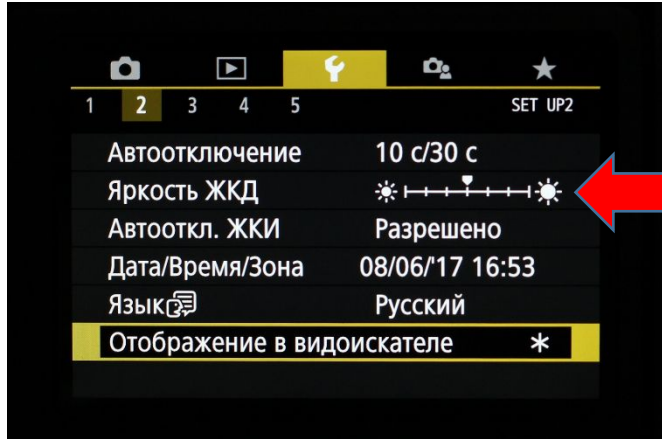 1 2 3 4 5 SET UP2
Автоотключение 10 с/30 с
Яркость ЖКД
Автооткл. ЖКИ Разрешено
Дата/Время/Зона 08/06/'17 16:53
Язык Русский
Отображение в видоискателе *